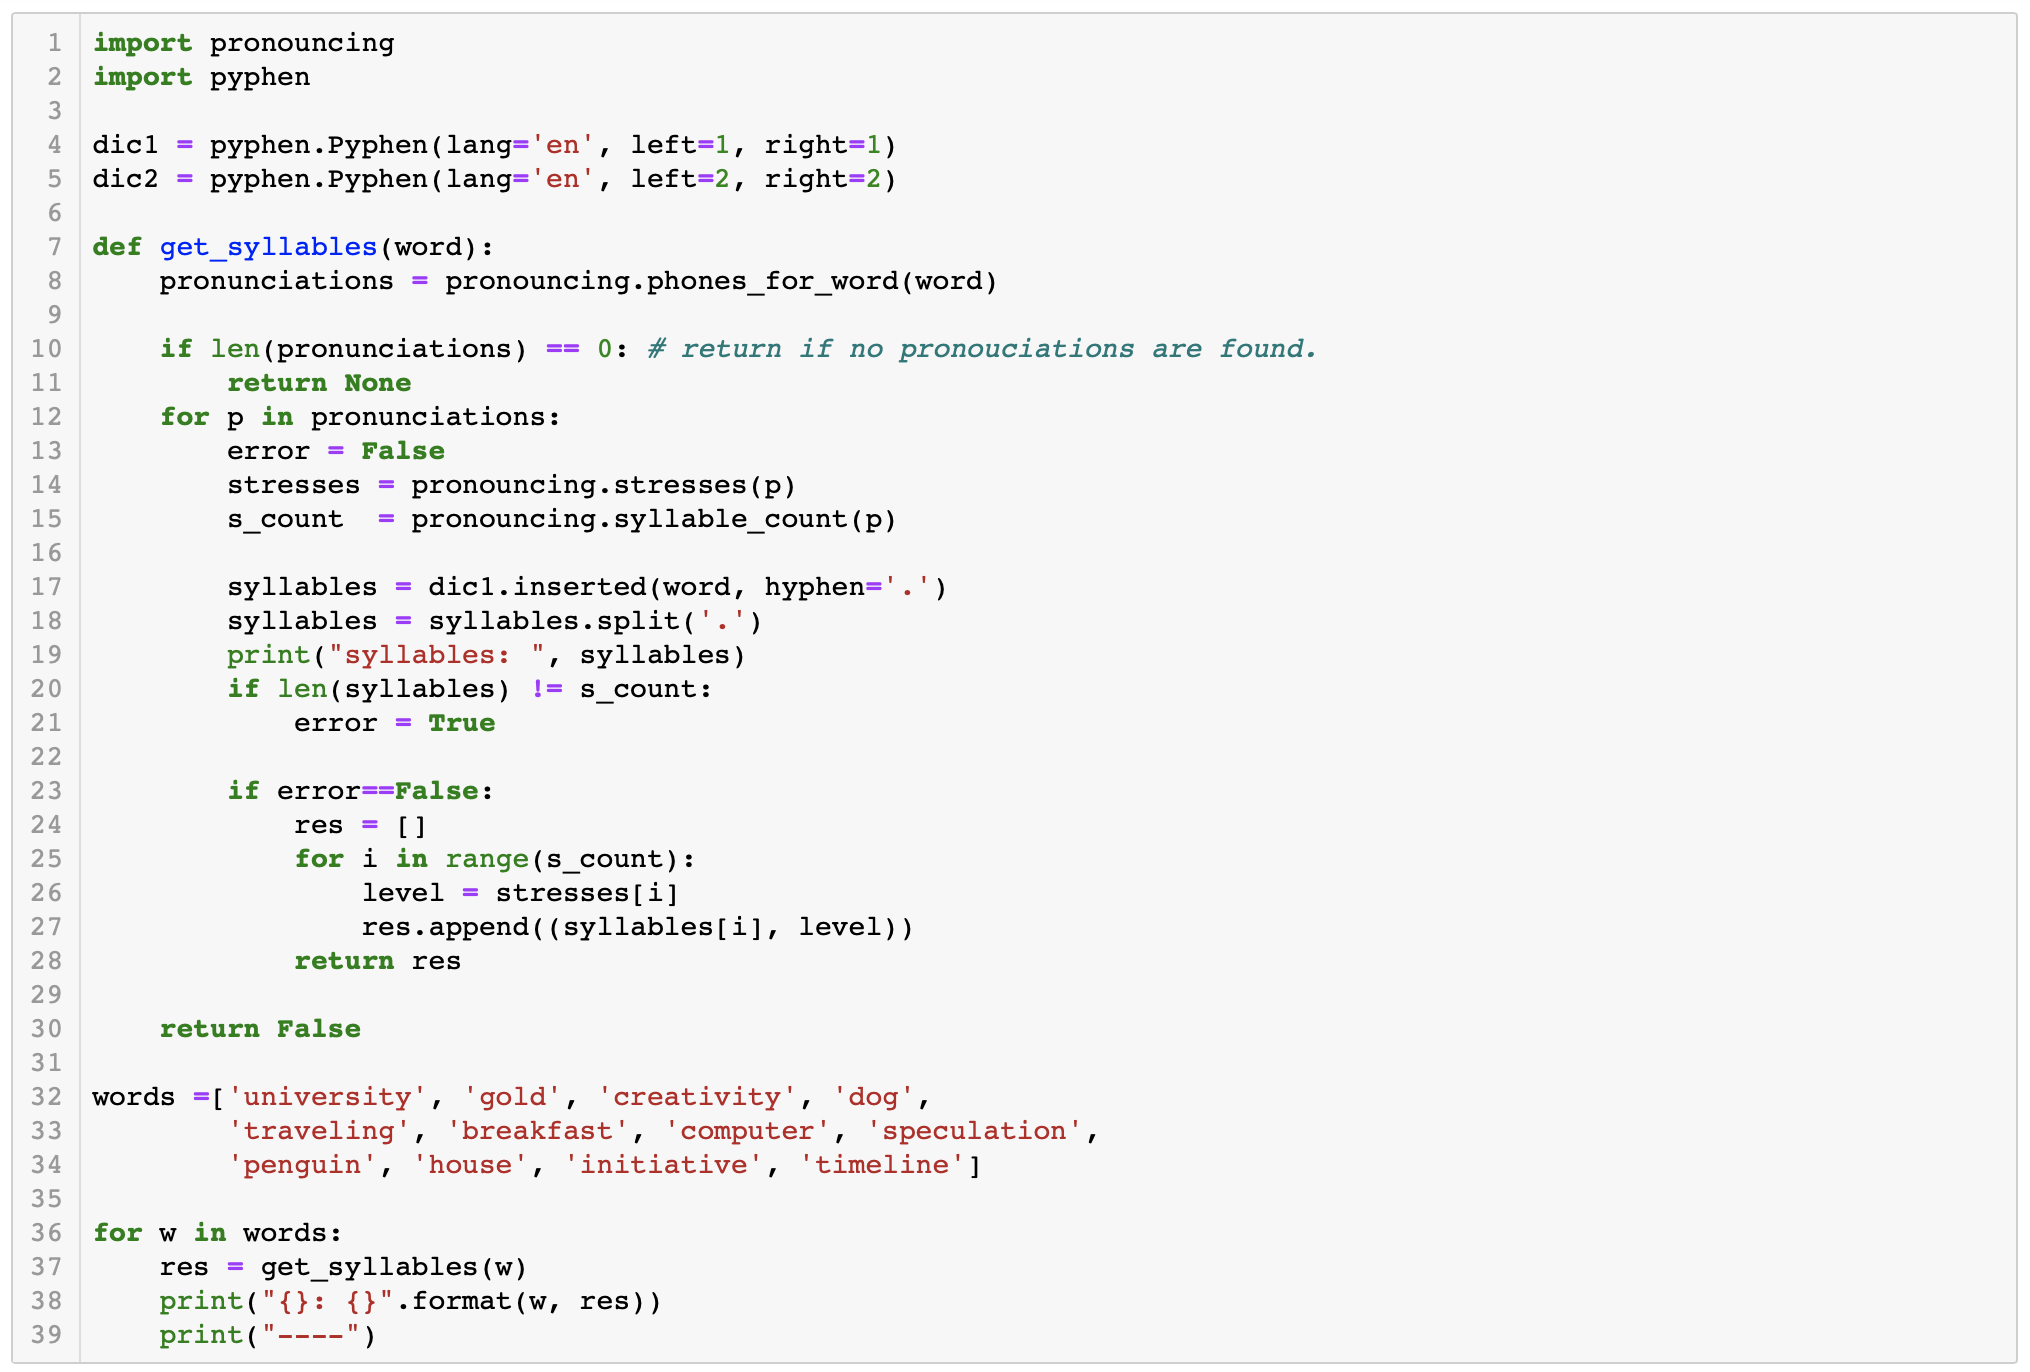 1 import pronouncing
2 import pyphen
3
4 dic1 = pyphen.Pyphen(lang='en', left=1, right=1)
5 dic2 = pyphen.Pyphen(lang='en', left=2, right=2)
6
7 def get_syllables(word):
8     pronunciations = pronouncing.phones_for_word(word)
9
10     if len(pronunciations) == 0: # return if no pronouciations are found.
11         return None
12     for p in pronunciations:
13         error = False
14         stresses = pronouncing.stresses(p)
15         s_count  = pronouncing.syllable_count(p)
16
17         syllables = dic1.inserted(word, hyphen='.')
18         syllables = syllables.split('.')
19         print("syllables: ", syllables)
20         if len(syllables) != s_count:
21             error = True
22
23         if error==False:
24             res = []
25             for i in range(s_count):
26                 level = stresses[i]
27                 res.append((syllables[i], level))
28             return res
29
30     return False
31
32 words =['university', 'gold', 'creativity', 'dog',
33         'traveling', 'breakfast', 'computer', 'speculation',
34         'penguin', 'house', 'initiative', 'timeline']
35
36 for w in words:
37     res = get_syllables(w)
38     print("{}: {}".format(w, res))
39     print("----")